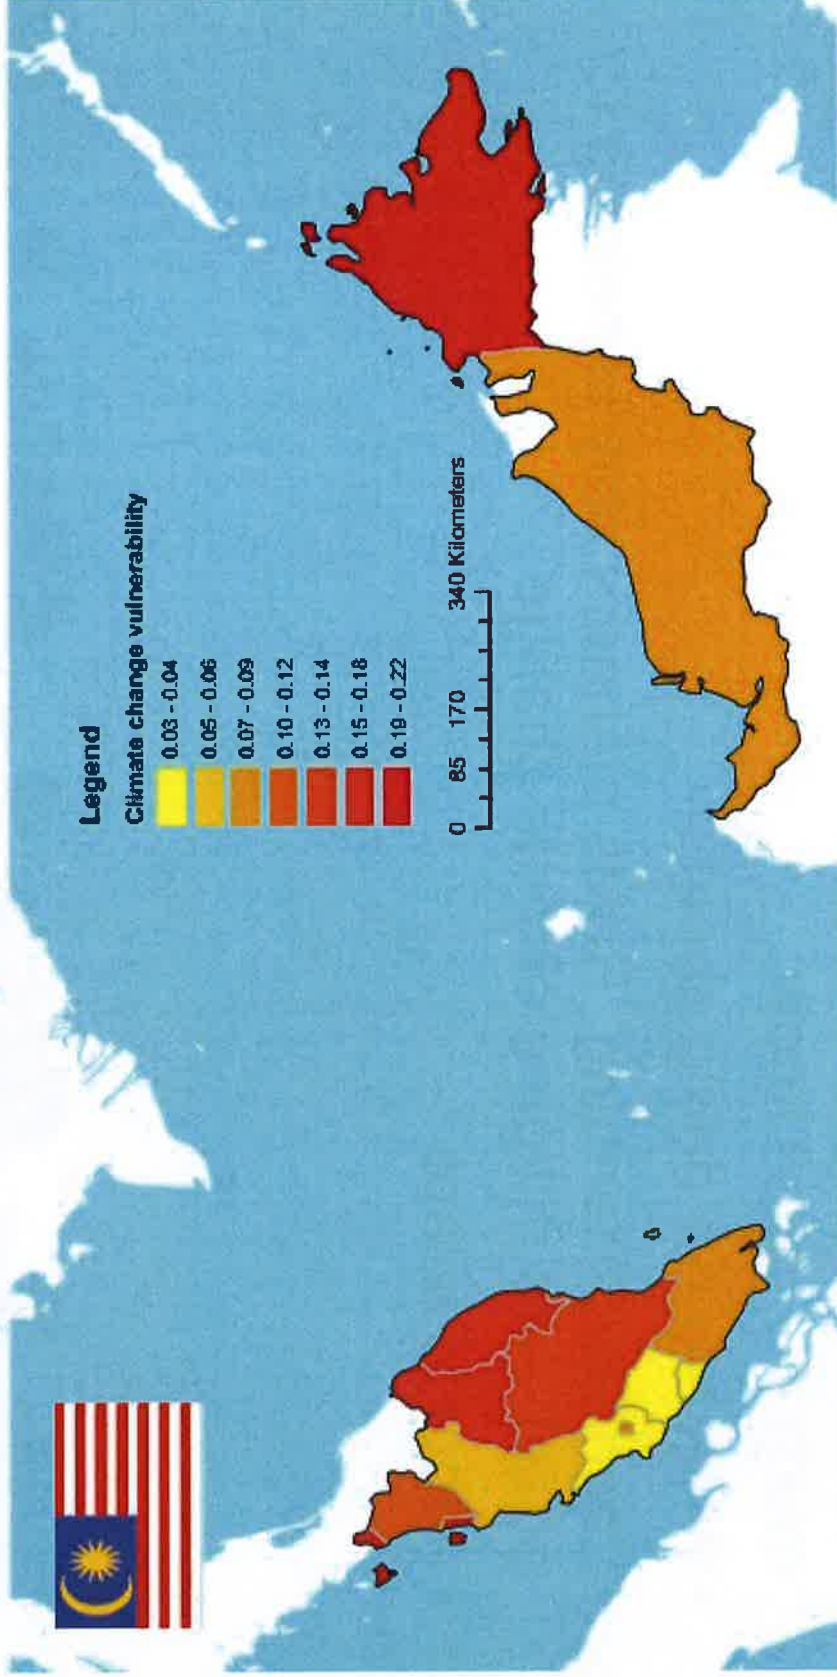 Legend
Climate change vulnerability
0.03 - 0.04
0.05 - 0.06
0.07 - 0.09
0.10 - 0.12
0.13 - 0.14
0.15 - 0.18
0.19 - 0.22
0 85 170 340 Kilometers